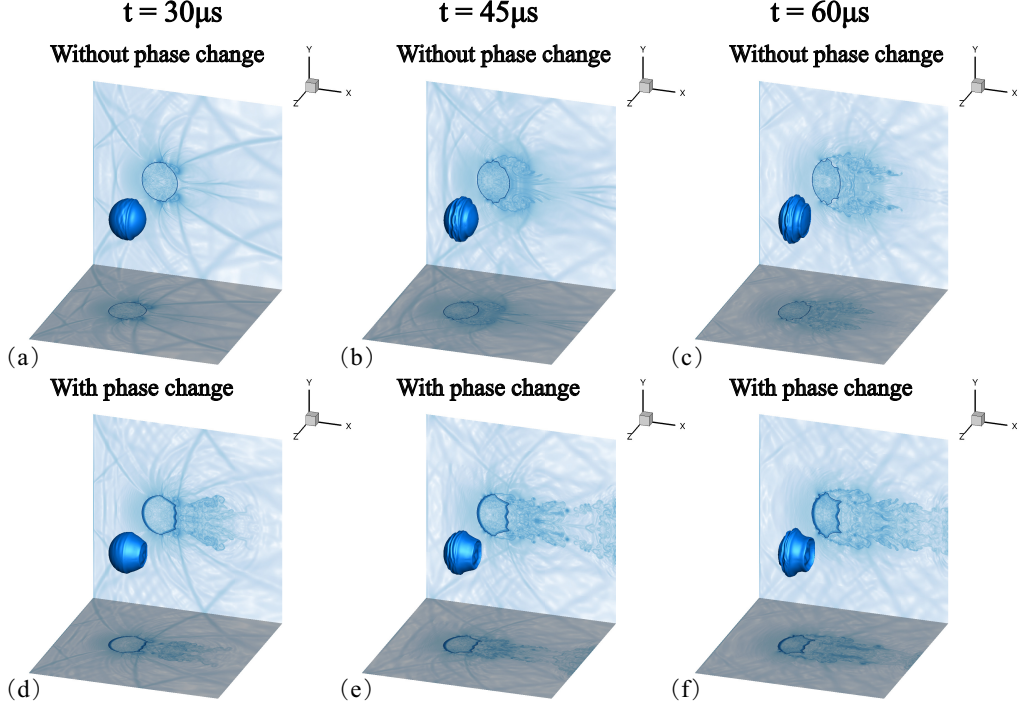 t = 30μs
t = 45μs
t = 60μs
Without phase change
Without phase change
Without phase change
Y
X
Z
Y
X
Z
Y
X
Z
(a)
(b)
(c)
With phase change
With phase change
With phase change
Y
X
Z
Y
X
Z
Y
X
Z
(d)
(e)
(f)